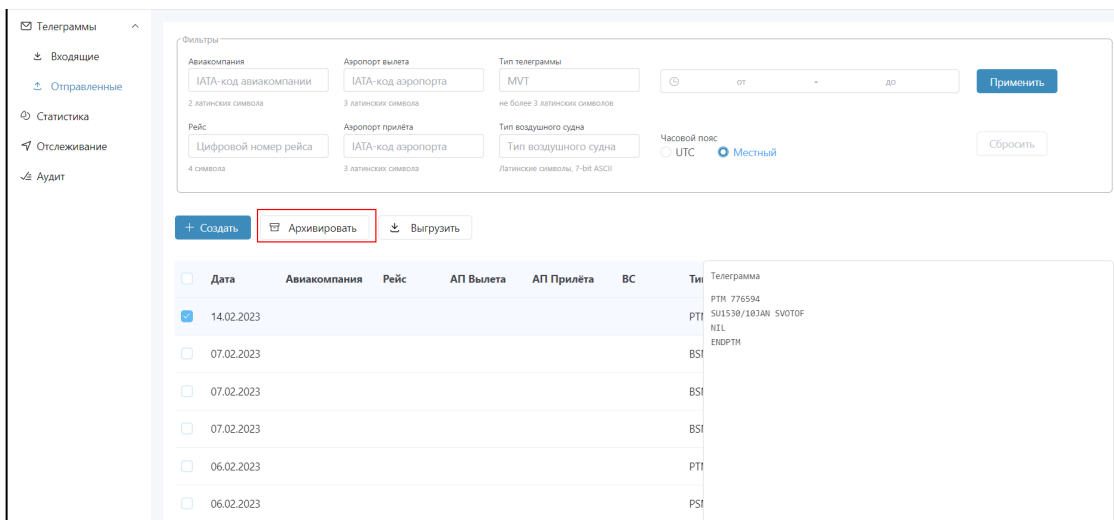 Телеграммы
Входящие
Отправленные
Статистика
Отслеживание
Аудит
Фильтры
Авиакомпания Аэропорт вылета Тип телеграммы
IATA-код авиакомпании IATA-код аэропорта MVT от - до Применить
2 латинских символа 3 латинских символа не более 3 латинских символов
Рейс Аэропорт прилёта Тип воздушного судна Часовой пояс
Цифровой номер рейса IATA-код аэропорта Тип воздушного судна UTC Местный Сбросить
4 символа 3 латинских символа Латинские символы, 7-bit ASCII
+ Создать Архивировать Выгрузить
Дата Авиакомпания Рейс АП Вылета АП Прилёта ВС
14.02.2023
07.02.2023
07.02.2023
07.02.2023
06.02.2023
06.02.2023
Телеграмма
PTM 776594
SU1530/10JAN SVOTOF
NIL
ENDPTM